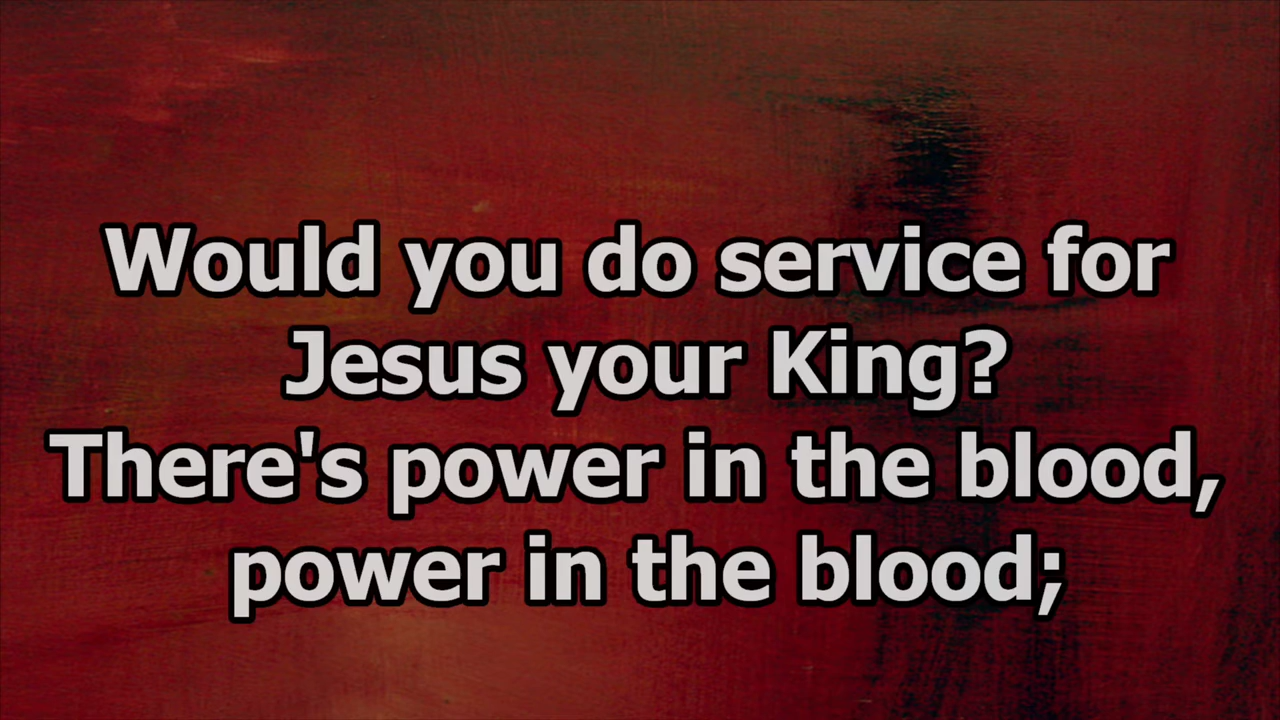 Would you do service for
Jesus your King?
There's power in the blood,
power in the blood;